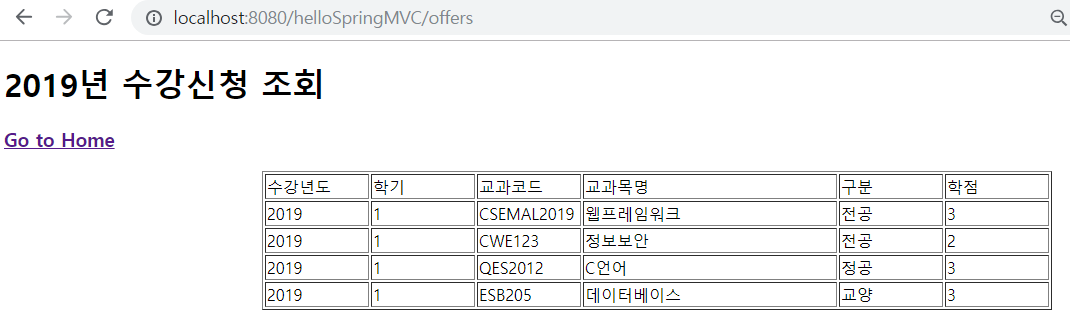 localhost:8080/helloSpringMVC/offers
2019년 수강신청 조회
Go to Home
수강년도 학기 교과코드 교과목명 구분 학점
2019 1 CSEMAL2019 웹프레임워크 전공 3
2019 1 CWE123 정보보안 전공 2
2019 1 QES2012 C언어 정공 3
2019 1 ESB205 데이터베이스 교양 3